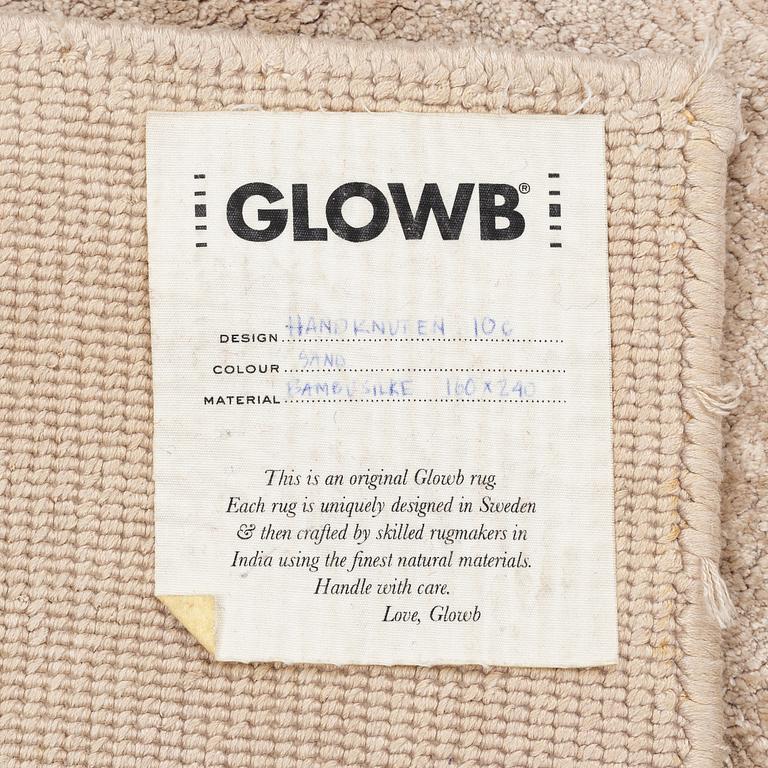 GLOWB®
DESIGN HANDKNUTEN 10C
COLOUR SAND
MATERIAL BAMBUSILKE 160 x 240
This is an original Glowb rug.
Each rug is uniquely designed in Sweden
& then crafted by skilled rugmakers in
India using the finest natural materials.
Handle with care.
Love, Glowb